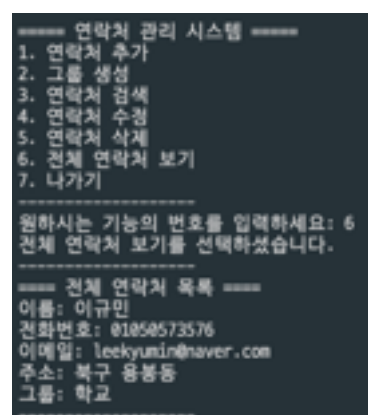 ===== 연락처 관리 시스템 =====
1. 연락처 추가
2. 그룹 생성
3. 연락처 검색
4. 연락처 수정
5. 연락처 삭제
6. 전체 연락처 보기
7. 나가기
--------------------
원하시는 기능의 번호를 입력하세요: 6
전체 연락처 보기를 선택하셨습니다.
--------------------
==== 전체 연락처 목록 ====
이름: 이규민
전화번호: 01050573576
이메일: leekyumin@naver.com
주소: 북구 용봉동
그룹: 학교
--------------------